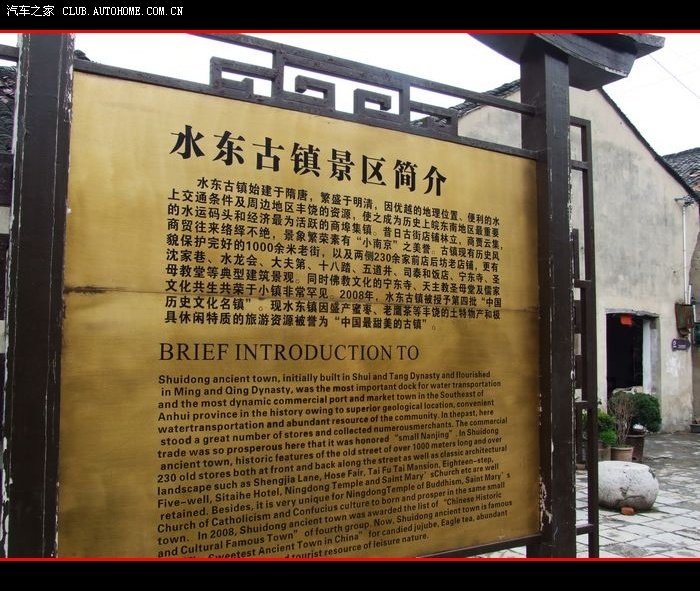 汽车之家 CLUB.AUTOHOME.COM.CN
水东古镇景区简介
水东古镇始建于隋唐，繁盛于明清，因优越的地理位置、便利的水
上交通条件及周边地区丰饶的资源，使之成为历史上皖东南地区最重要
的水运码头和经济最为活跃的商埠集镇。昔日古街店铺林立，商贾云集，
商贸往来络绎不绝，景象繁荣素有“小南京”之美誉。古镇现有历史风
貌保护完好的1000余米老街，以及两侧230余家前店后坊老店铺，更有
沈家巷、水龙会、大夫第、十八踏、五道井、司泰和饭店、宁东寺、圣
母教堂等典型建筑景观。同时佛教文化的宁东寺、天主教圣母堂及儒家
文化共生共荣于小镇非常罕见。2008年，水东古镇被授予第四批“中国
历史文化名镇”。现水东镇因盛产蜜枣、老鹰茶等丰饶的土特物产和极
具休闲特质的旅游资源被誉为“中国最甜美的古镇”。
BRIEF INTRODUCTION TO
Shuidong ancient town, initially built in Shui and Tang Dynasty and flourished
in Ming and Qing Dynasty, was the most important dock for water transportation
and the most dynamic commercial port and market town in the Southeast of
Anhui province in the history owing to superior geological location, convenient
watertransportation and abundant resource of the community. In thepast, here
stood a great number of stores and collected numerousmerchants. The commercial
trade was so prosperous here that it was honored “small Nanjing”. In Shuidong
ancient town, historic features of the old street of over 1000 meters long and over
230 old stores both at front and back along the street as well as classic architectural
landscape such as Shengjia Lane, Hose Fair, Tai Fu Tai Mansion, Eighteen-step,
Five-well, Sitaihe Hotel, Ningdong Temple and Saint Mary’sChurch etc are well
retained. Besides, it is very unique for NingdongTemple of Buddhism, Saint Mary’s
Church of Catholicism and Confucius culture to born and prosper in the same small
town. In 2008, Shuidong ancient town was awarded the list of “Chinese Historic
and Cultural Famous Town” of fourth group. Now, Shuidong ancient town is famous
Sweetest Ancient Town in China” for candied jujube, Eagle tea, abundant
tourist resource of leisure nature.